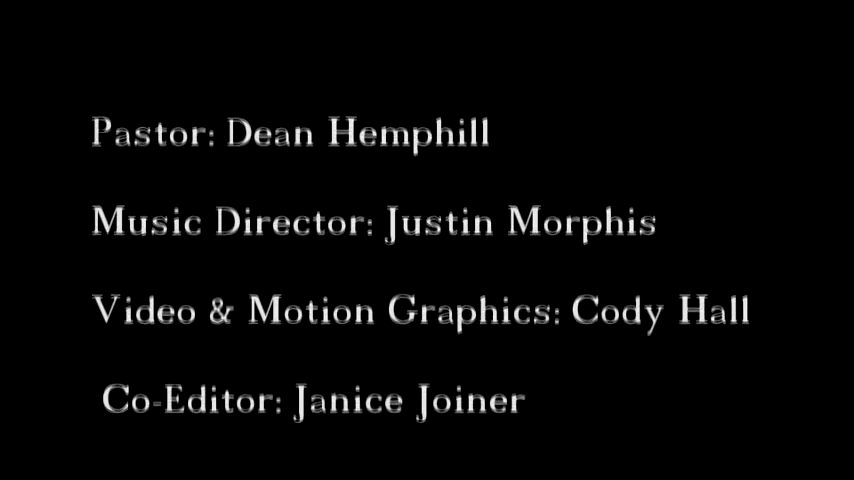 Pastor: Dean Hemphill
Music Director: Justin Morphis
Video & Motion Graphics: Cody Hall
Co-Editor: Janice Joiner